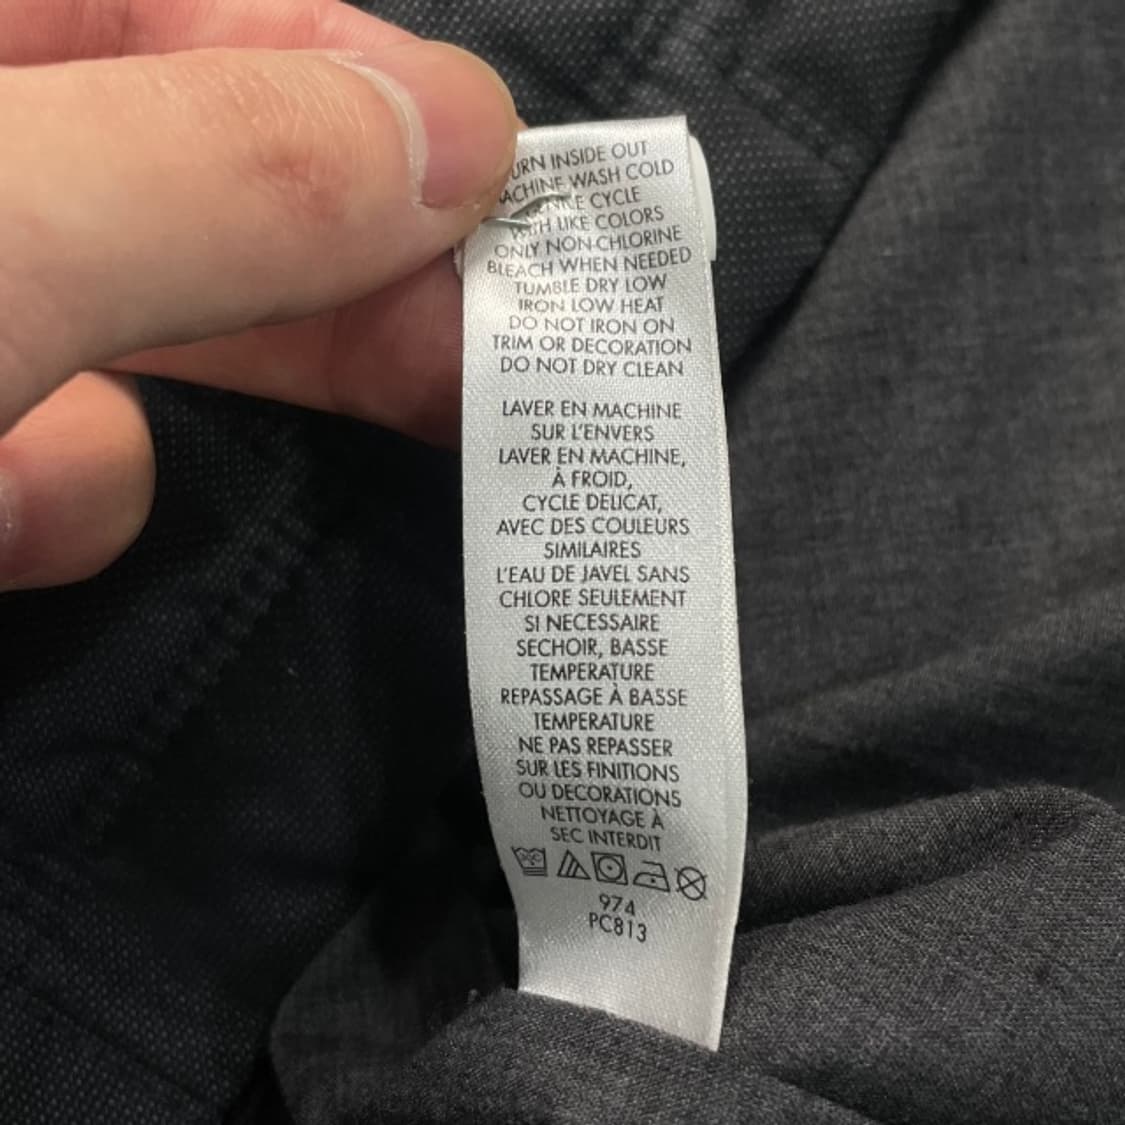 URN INSIDE OUT
ACHINE WASH COLD
CYCLE
LIKE COLORS
ONLY NON-CHLORINE
BLEACH WHEN NEEDED
TUMBLE DRY LOW
IRON LOW HEAT
DO NOT IRON ON
TRIM OR DECORATION
DO NOT DRY CLEAN
LAVER EN MACHINE
SUR L'ENVERS
LAVER EN MACHINE,
À FROID,
CYCLE DELICAT,
AVEC DES COULEURS
SIMILAIRES
L'EAU DE JAVEL SANS
CHLORE SEULEMENT
SI NECESSAIRE
SECHOIR, BASSE
TEMPERATURE
REPASSAGE À BASSE
TEMPERATURE
NE PAS REPASSER
SUR LES FINITIONS
OU DECORATIONS
NETTOYAGE À
SEC INTERDIT
974
PC813